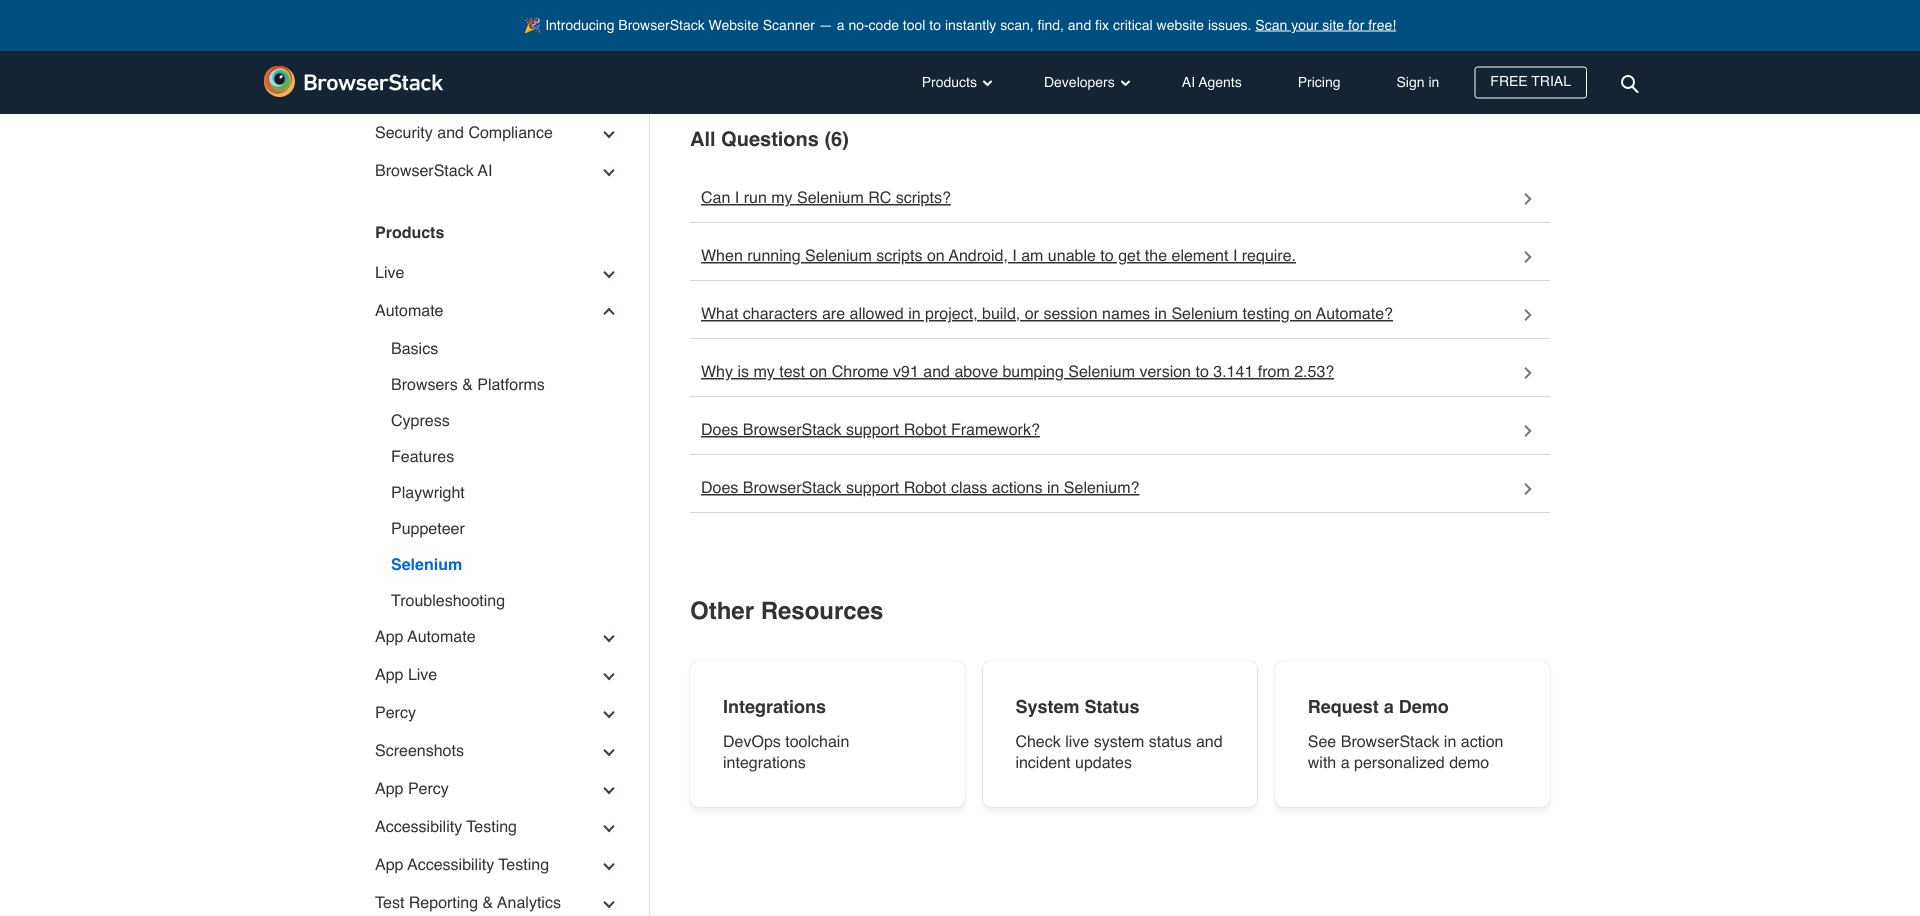 🎉 Introducing BrowserStack Website Scanner — a no-code tool to instantly scan, find, and fix critical website issues. Scan your site for free!
BrowserStack
Products
Developers
AI Agents
Pricing
Sign in
FREE TRIAL
Security and Compliance
BrowserStack AI
Products
Live
Automate
Basics
Browsers & Platforms
Cypress
Features
Playwright
Puppeteer
Selenium
Troubleshooting
App Automate
App Live
Percy
Screenshots
App Percy
Accessibility Testing
App Accessibility Testing
Test Reporting & Analytics
All Questions (6)
Can I run my Selenium RC scripts?
When running Selenium scripts on Android, I am unable to get the element I require.
What characters are allowed in project, build, or session names in Selenium testing on Automate?
Why is my test on Chrome v91 and above bumping Selenium version to 3.141 from 2.53?
Does BrowserStack support Robot Framework?
Does BrowserStack support Robot class actions in Selenium?
Other Resources
Integrations
DevOps toolchain
integrations
System Status
Check live system status and
incident updates
Request a Demo
See BrowserStack in action
with a personalized demo